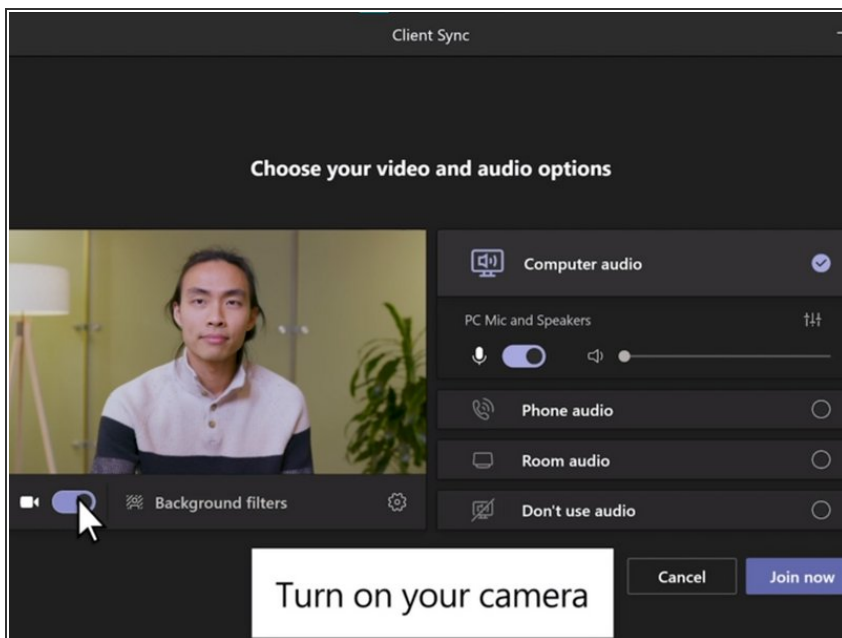 Client Sync
Choose your video and audio options
Computer audio
PC Mic and Speakers
Phone audio
Background filters
Room audio
Don't use audio
Turn on your camera
Cancel
Join now